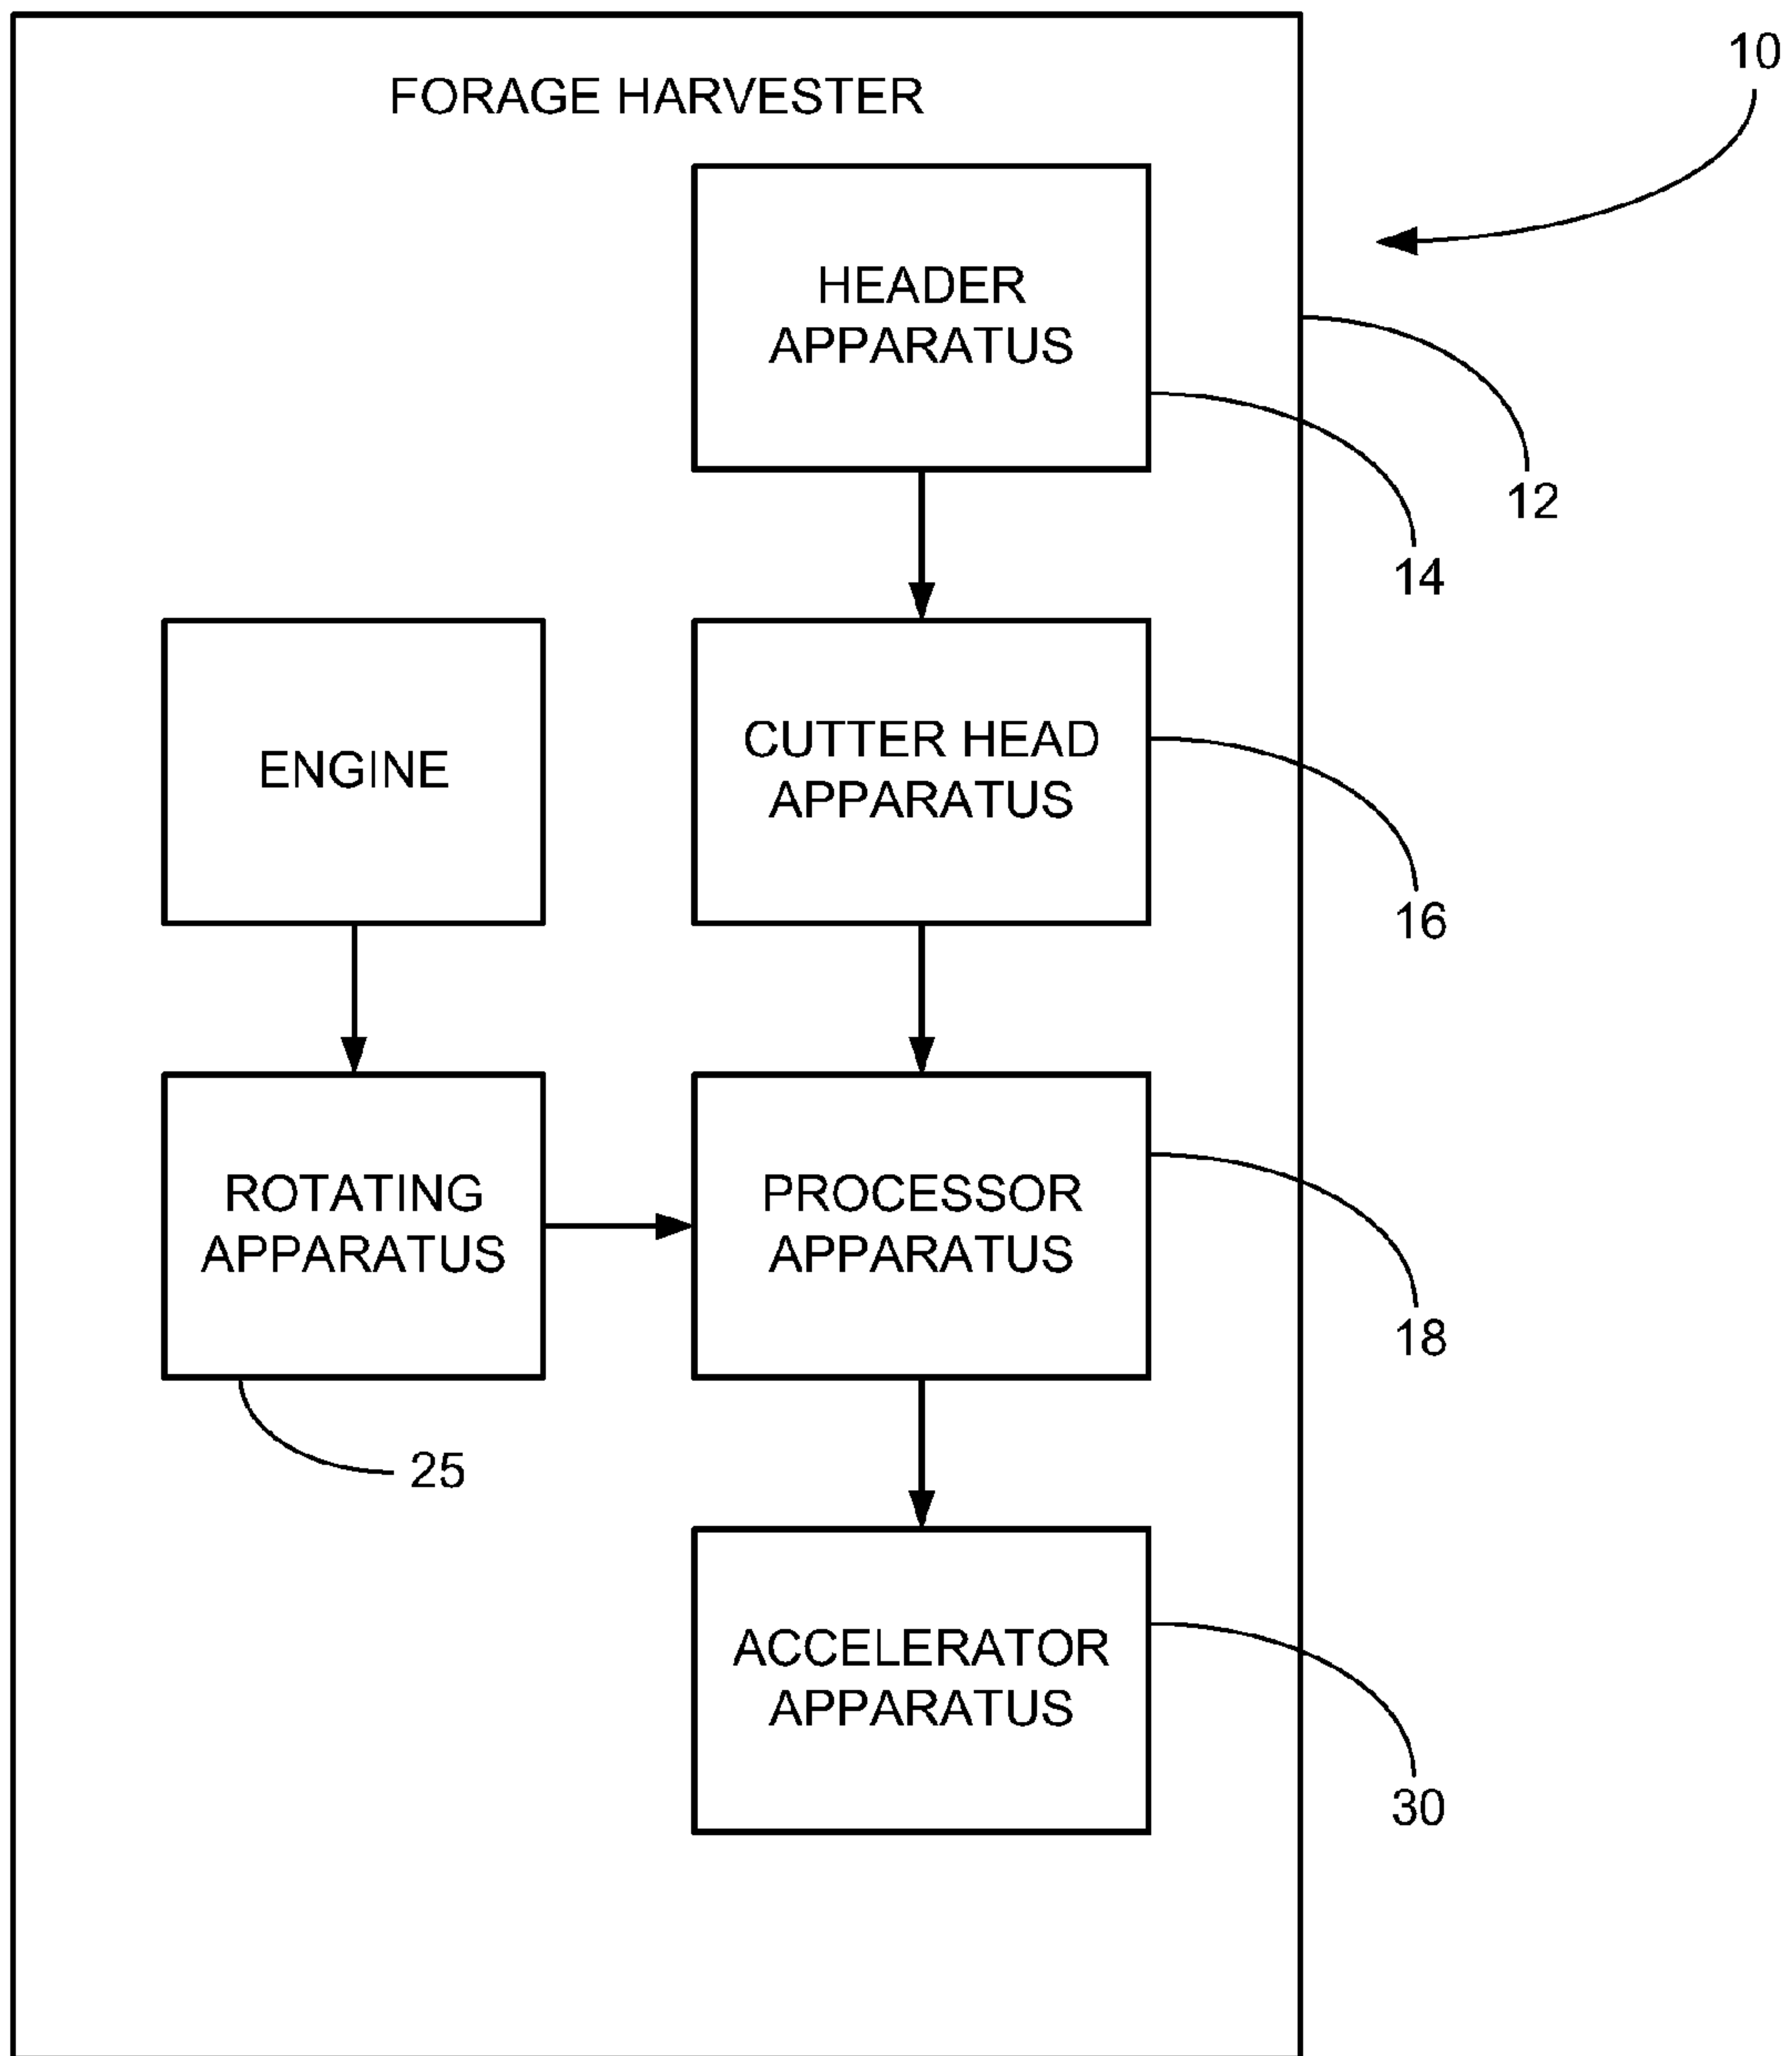 10
FORAGE HARVESTER
HEADER
APPARATUS
12
14
ENGINE
CUTTER HEAD
APPARATUS
16
ROTATING
APPARATUS
PROCESSOR
APPARATUS
18
25
ACCELERATOR
APPARATUS
30